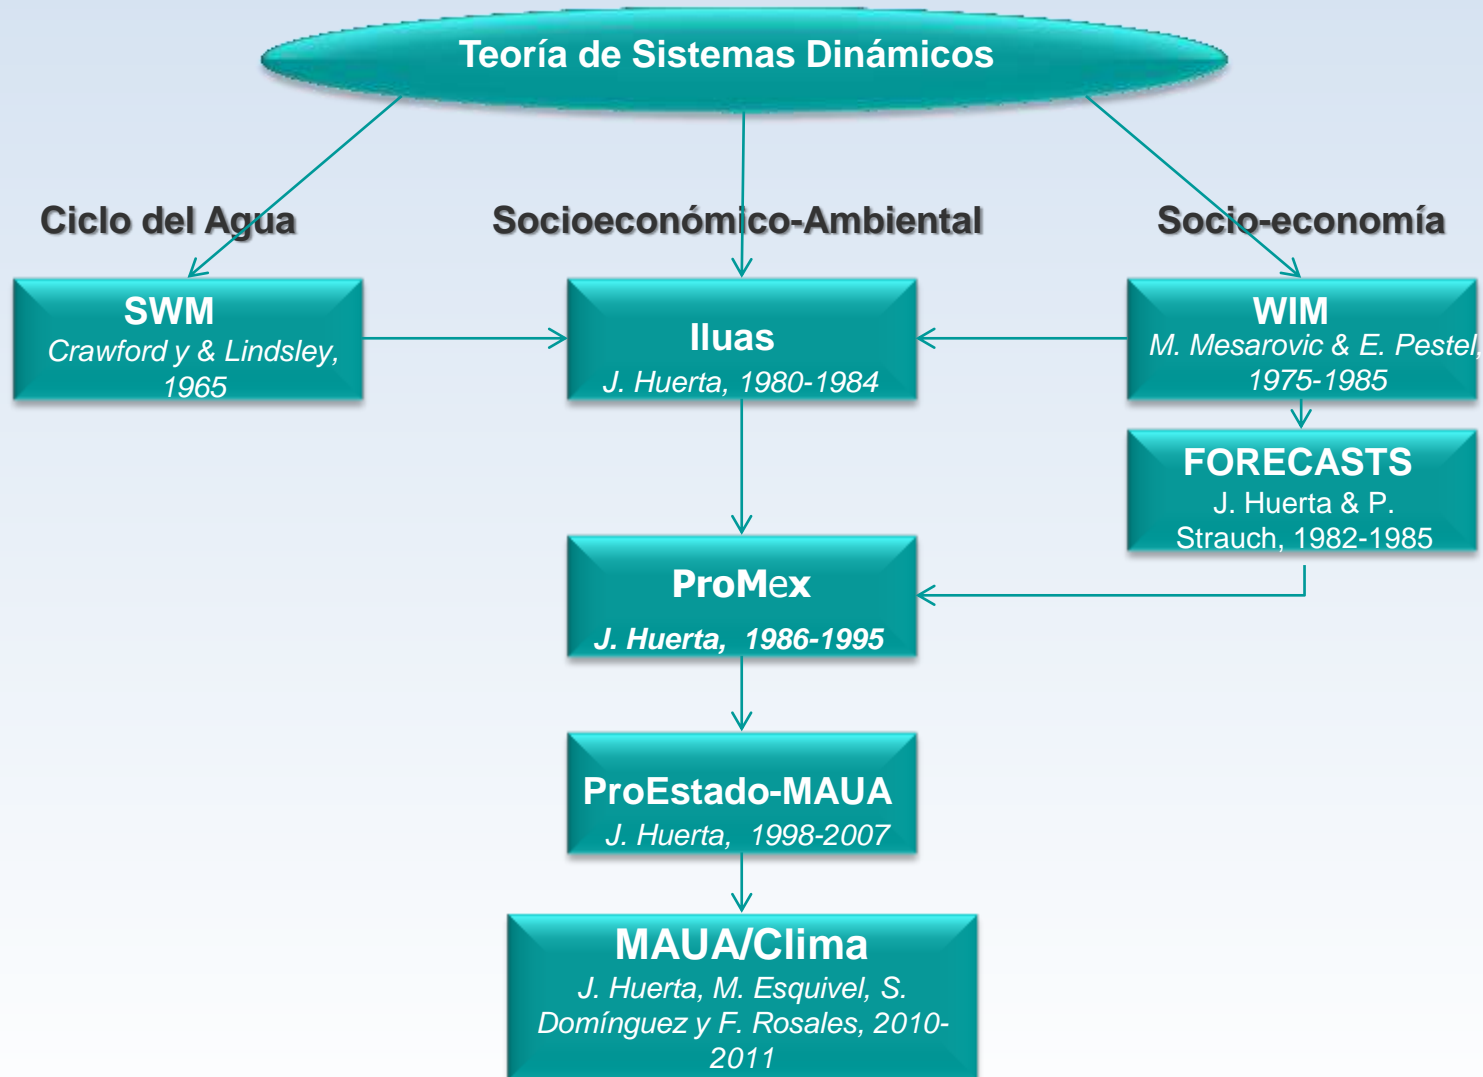 Teoría de Sistemas Dinámicos
Ciclo del Agua
Socioeconómico-Ambiental
Socio-economía
SWM
Crawford y & Lindsley,
1965
Iluas
J. Huerta, 1980-1984
WIM
M. Mesarovic & E. Pestel,
1975-1985
FORECASTS
J. Huerta & P.
Strauch, 1982-1985
ProMex
J. Huerta, 1986-1995
ProEstado-MAUA
J. Huerta, 1998-2007
MAUA/Clima
J. Huerta, M. Esquivel, S.
Domínguez y F. Rosales, 2010-
2011